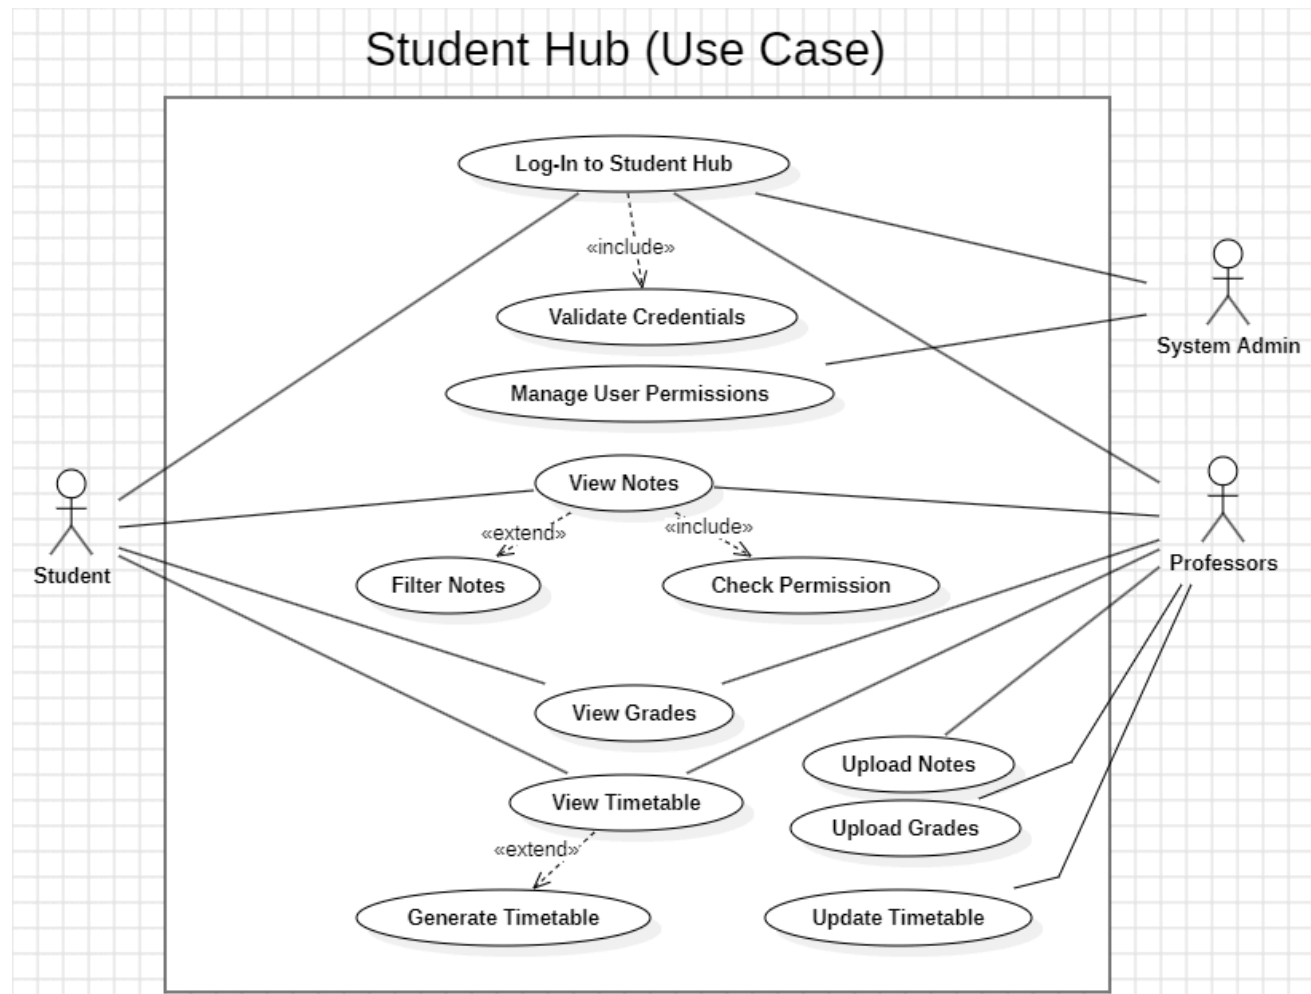 Student Hub (Use Case)
Log-In to Student Hub
«include»
Validate Credentials
System Admin
Manage User Permissions
View Notes
«extend»
«include»
Student
Professors
Filter Notes
Check Permission
View Grades
Upload Notes
View Timetable
Upload Grades
«extend»
Generate Timetable
Update Timetable